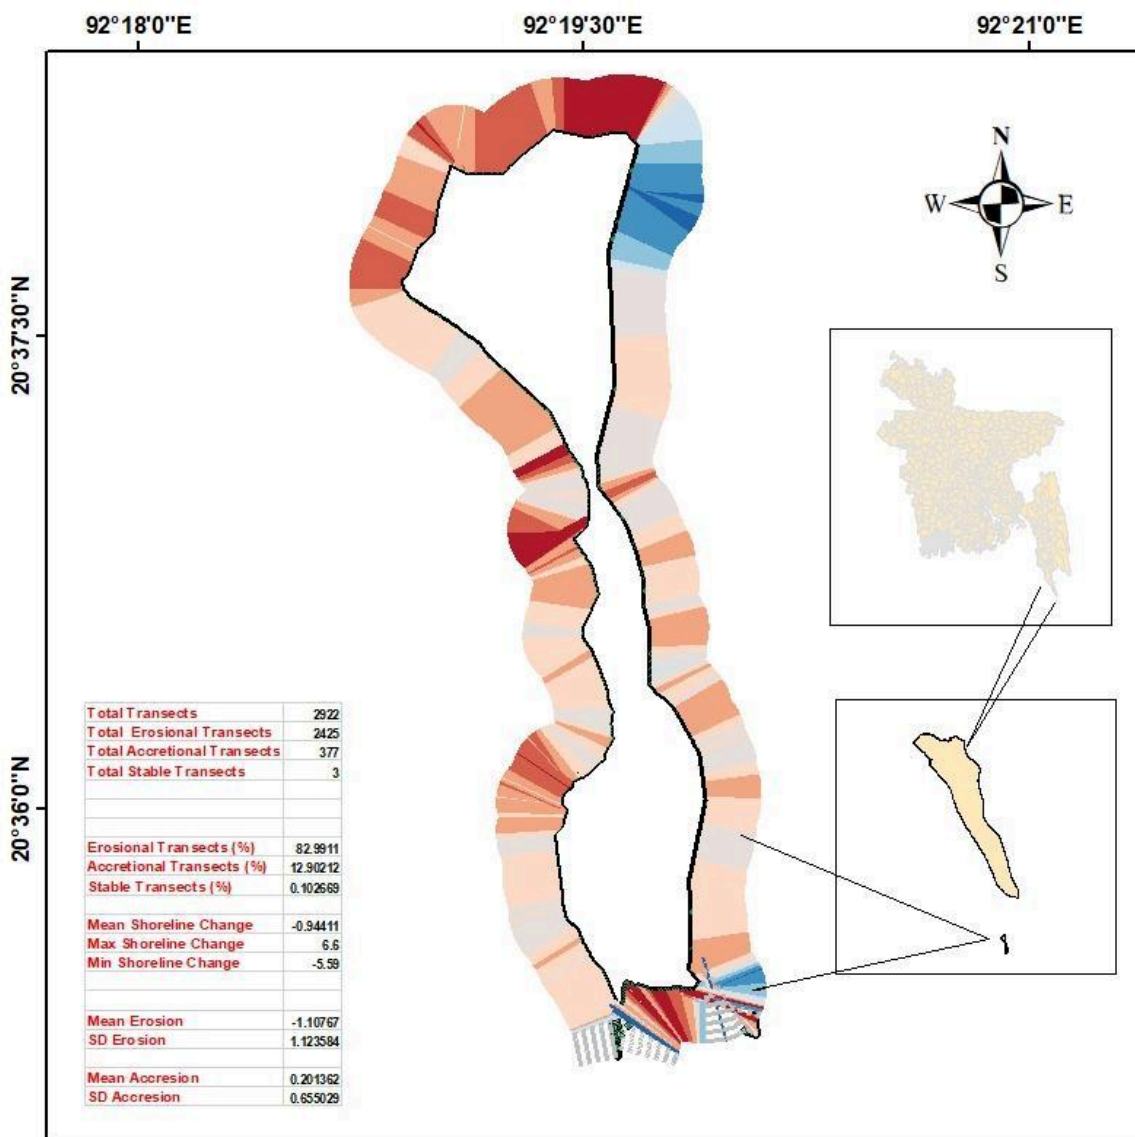 92°18'0"E 92°19'30"E 92°21'0"E
N
W E
S
20°37'30"N
20°36'0"N
Total Transects 2922
Total Erosional Transects 2425
Total Accretional Transects 377
Total Stable Transects 3
Erosional Transects (%) 82.9911
Accretional Transects (%) 12.90212
Stable Transects (%) 0.102669
Mean Shoreline Change -0.94411
Max Shoreline Change 6.6
Min Shoreline Change -5.59
Mean Erosion -1.10767
SD Erosion 1.123584
Mean Accresion 0.201362
SD Accresion 0.655029